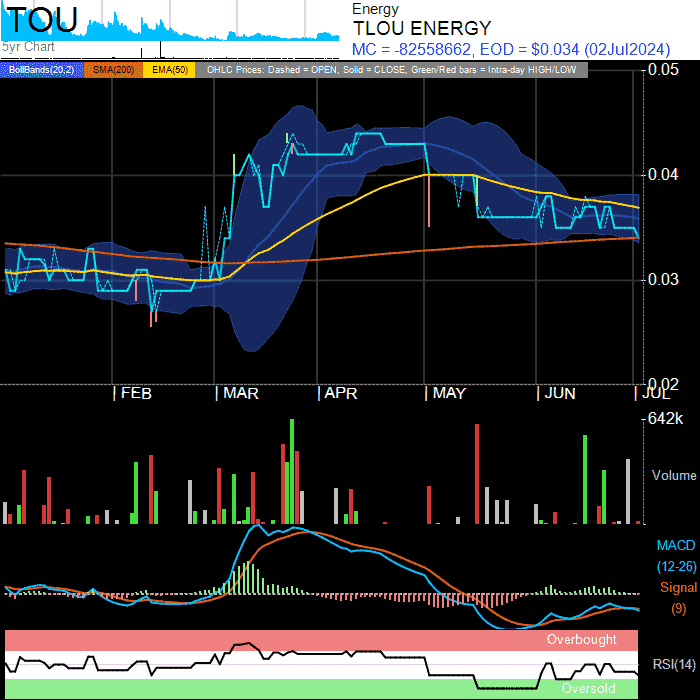 TOU
5yr Chart
Energy
TLOU ENERGY
MC = -82558662, EOD = $0.034 (02Jul2024)
BollBands(20,2) SMA(200) EMA(50) OHLC Prices: Dashed = OPEN, Solid = CLOSE, Green/Red bars = Intra-day HIGH/LOW
0.05
0.04
0.03
0.02
FEB MAR APR MAY JUN JUL
642k
Volume
MACD
(12-26)
Signal
(9)
Overbought
RSI(14)
Oversold